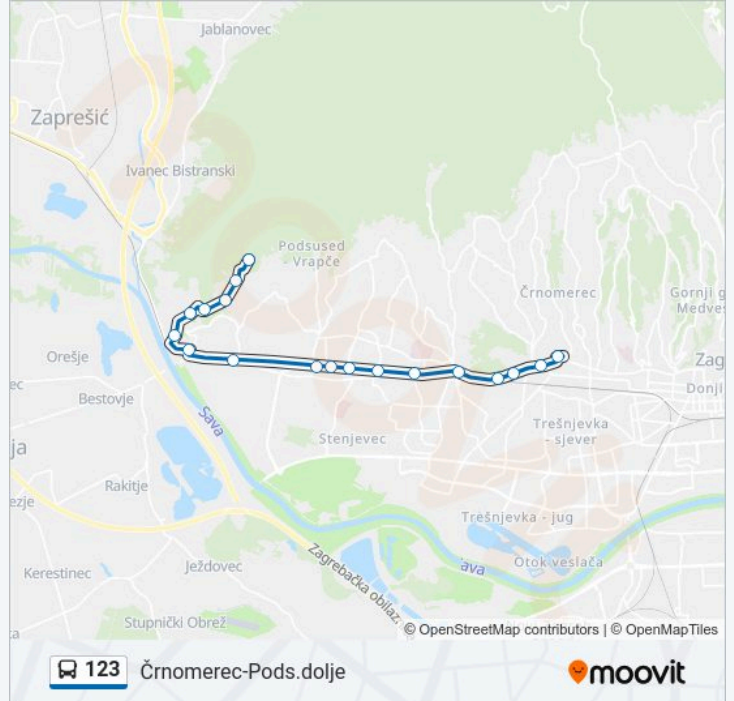 Jablanovec
Zaprešić
Ivanec Bistranski
Podsused
- Vrapče
Črnomerec
Gornji g
Medve
Orešje
Zag
ec
Donji
Bestovje
Sava
Trešnjevka
- sjever
Stenjevec
ja
Rakitje
ezje
Trešnjevka - jug
Zagrebačka obilaz.
Ježdovec
Kerestinec
ava
Otok veslača
Stupnički Obrež
a
© OpenStreetMap contributors | © OpenMapTiles
123 Črnomerec-Pods.dolje
moovit